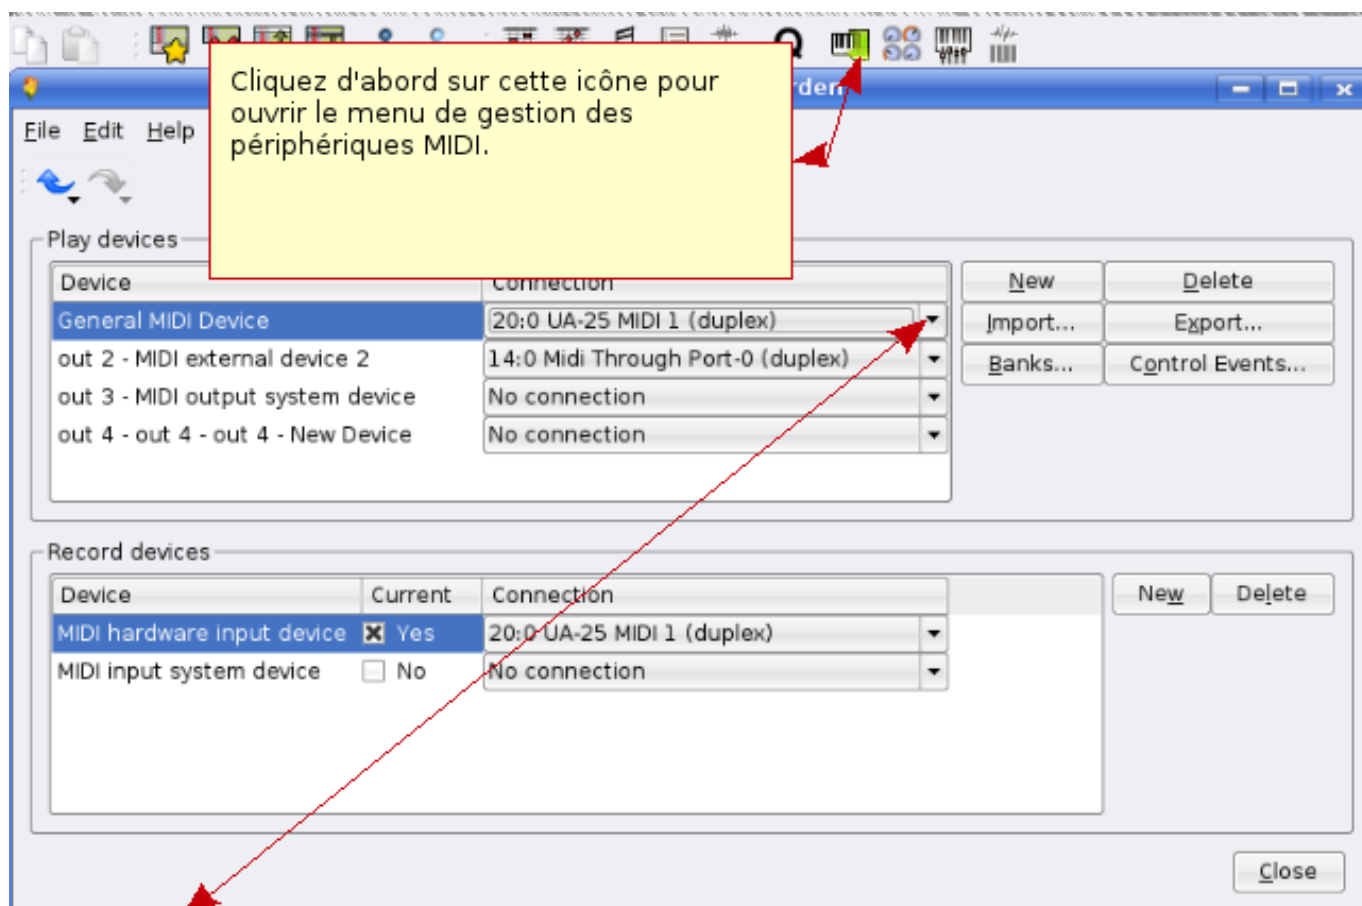 Cliquez d'abord sur cette icône pour
ouvrir le menu de gestion des
périphériques MIDI.
File Edit Help
Play devices
Device Connection
New Delete
General MIDI Device 20:0 UA-25 MIDI 1 (duplex)
Import... Export...
out 2 - MIDI external device 2 14:0 Midi Through Port-0 (duplex)
Banks... Control Events...
out 3 - MIDI output system device No connection
out 4 - out 4 - out 4 - New Device No connection
Record devices
Device Current Connection
New Delete
MIDI hardware input device Yes 20:0 UA-25 MIDI 1 (duplex)
MIDI input system device No No connection
Close